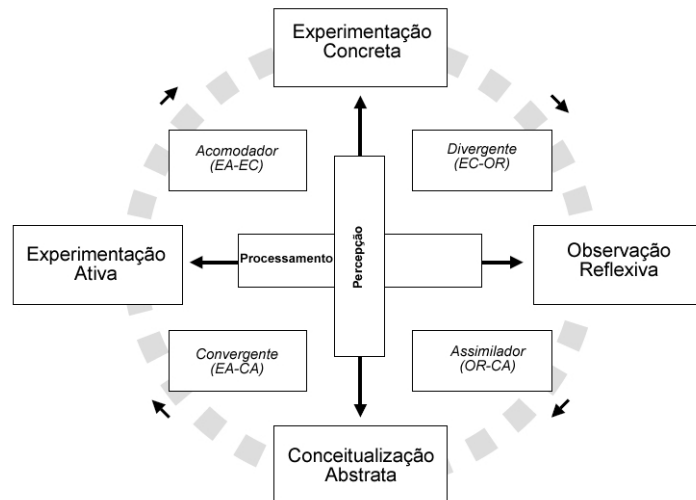 Experimentação
Concreta
Acomodador
(EA-EC)
Divergente
(EC-OR)
Experimentação
Ativa
Processamento
Percepção
Observação
Reflexiva
Convergente
(EA-CA)
Assimilador
(OR-CA)
Conceitualização
Abstrata